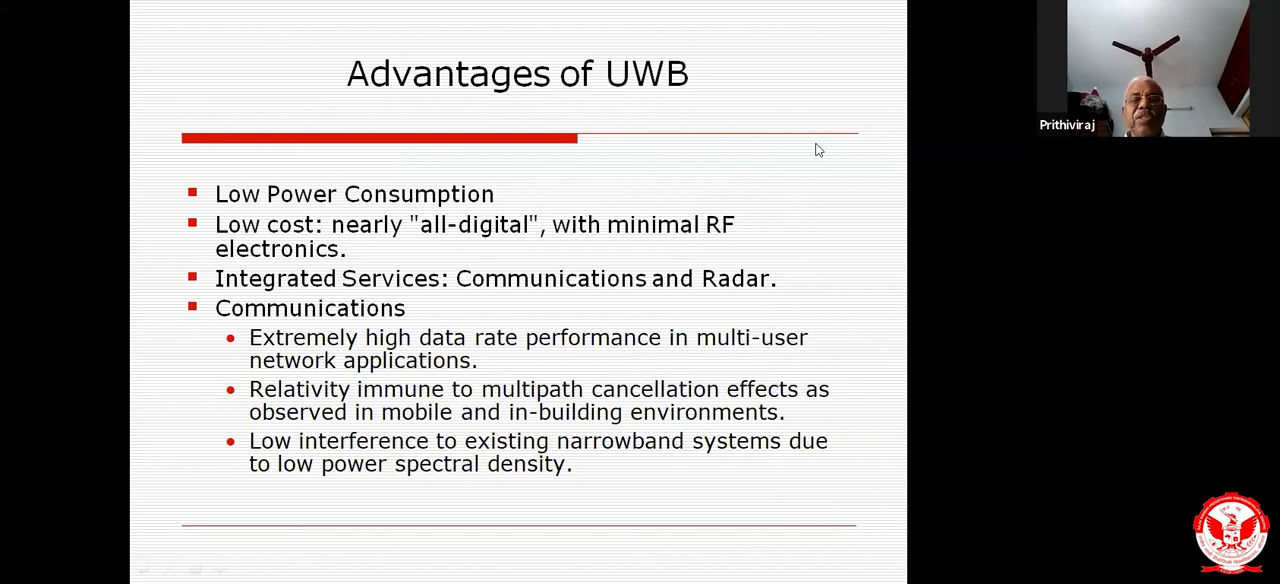 Advantages of UWB
Prithiviraj
Low Power Consumption
Low cost: nearly "all-digital", with minimal RF
electronics.
Integrated Services: Communications and Radar.
Communications
Extremely high data rate performance in multi-user
network applications.
Relativity immune to multipath cancellation effects as
observed in mobile and in-building environments.
Low interference to existing narrowband systems due
to low power spectral density.